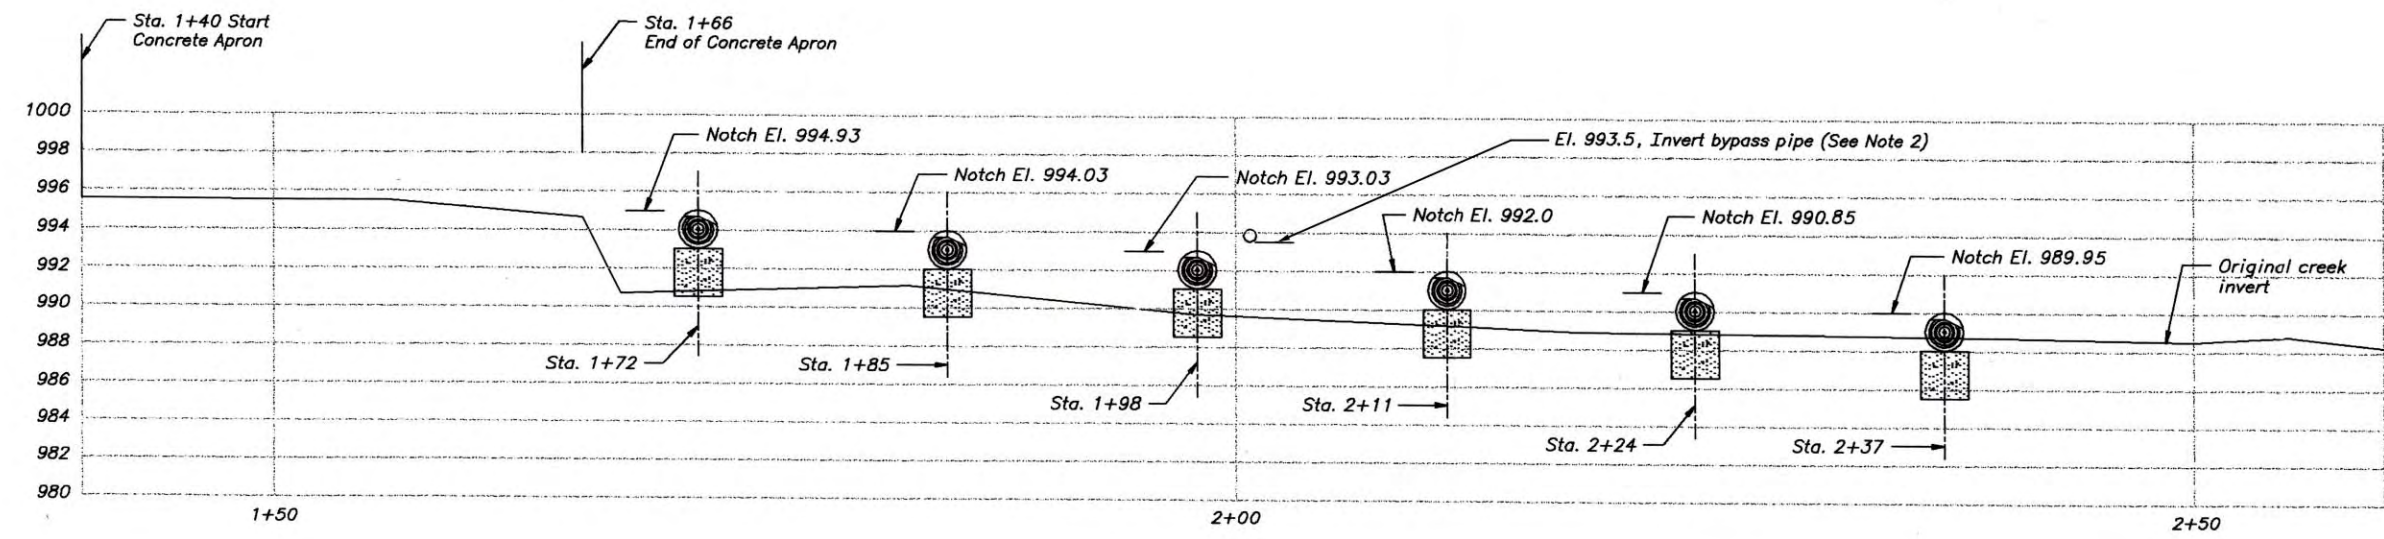 Sta. 1+40 Start
Concrete Apron
Sta. 1+66
End of Concrete Apron
1000
998
996
994
992
990
988
986
984
982
980
Notch El. 994.93
Notch El. 994.03
Notch El. 993.03
El. 993.5, Invert bypass pipe (See Note 2)
Notch El. 992.0
Notch El. 990.85
Notch El. 989.95
Original creek
invert
Sta. 1+72
Sta. 1+85
Sta. 1+98
Sta. 2+11
Sta. 2+24
Sta. 2+37
1+50
2+00
2+50